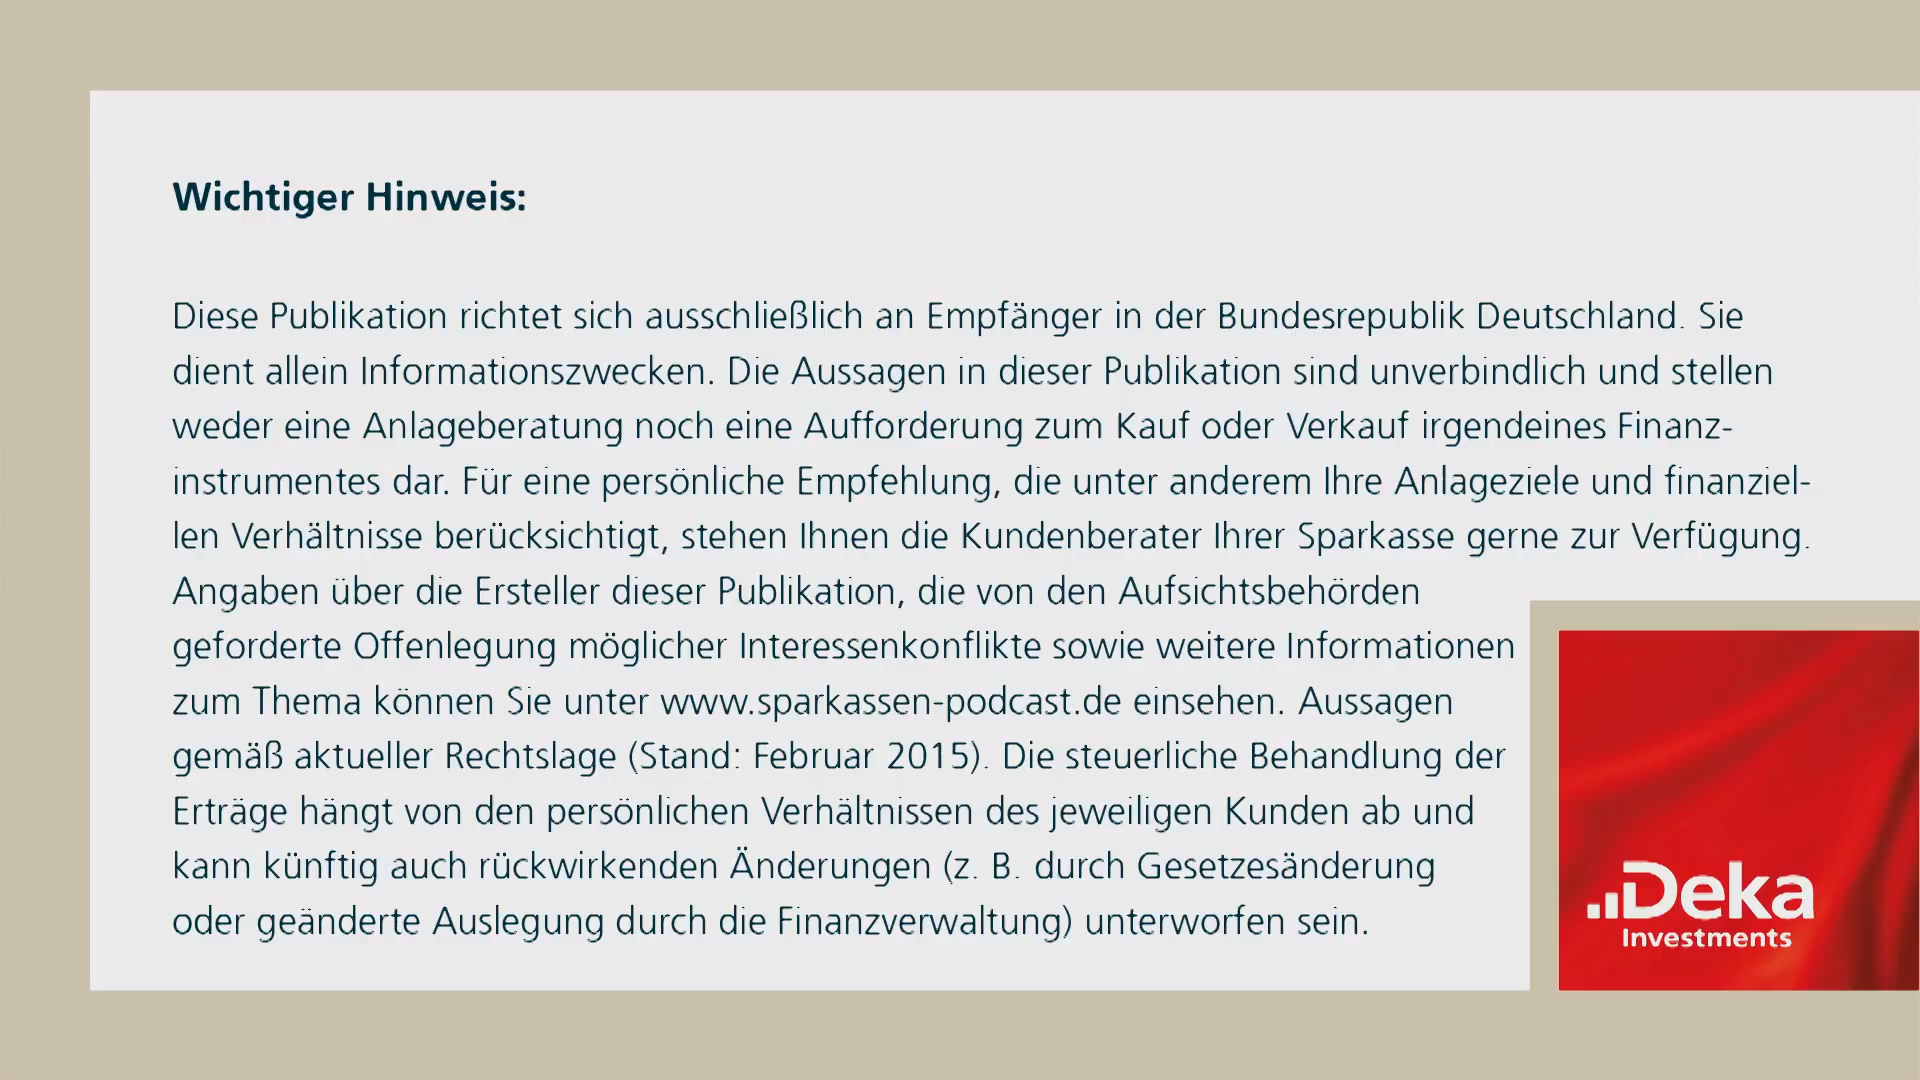 Wichtiger Hinweis:
Diese Publikation richtet sich ausschließlich an Empfänger in der Bundesrepublik Deutschland. Sie
dient allein Informationszwecken. Die Aussagen in dieser Publikation sind unverbindlich und stellen
weder eine Anlageberatung noch eine Aufforderung zum Kauf oder Verkauf irgendeines Finanz-
instrumentes dar. Für eine persönliche Empfehlung, die unter anderem Ihre Anlageziele und finanziel-
len Verhältnisse berücksichtigt, stehen Ihnen die Kundenberater Ihrer Sparkasse gerne zur Verfügung.
Angaben über die Ersteller dieser Publikation, die von den Aufsichtsbehörden
geforderte Offenlegung möglicher Interessenkonflikte sowie weitere Informationen
zum Thema können Sie unter www.sparkassen-podcast.de einsehen. Aussagen
gemäß aktueller Rechtslage (Stand: Februar 2015). Die steuerliche Behandlung der
Erträge hängt von den persönlichen Verhältnissen des jeweiligen Kunden ab und
kann künftig auch rückwirkenden Änderungen (z. B. durch Gesetzesänderung
oder geänderte Auslegung durch die Finanzverwaltung) unterworfen sein.
Deka
Investments